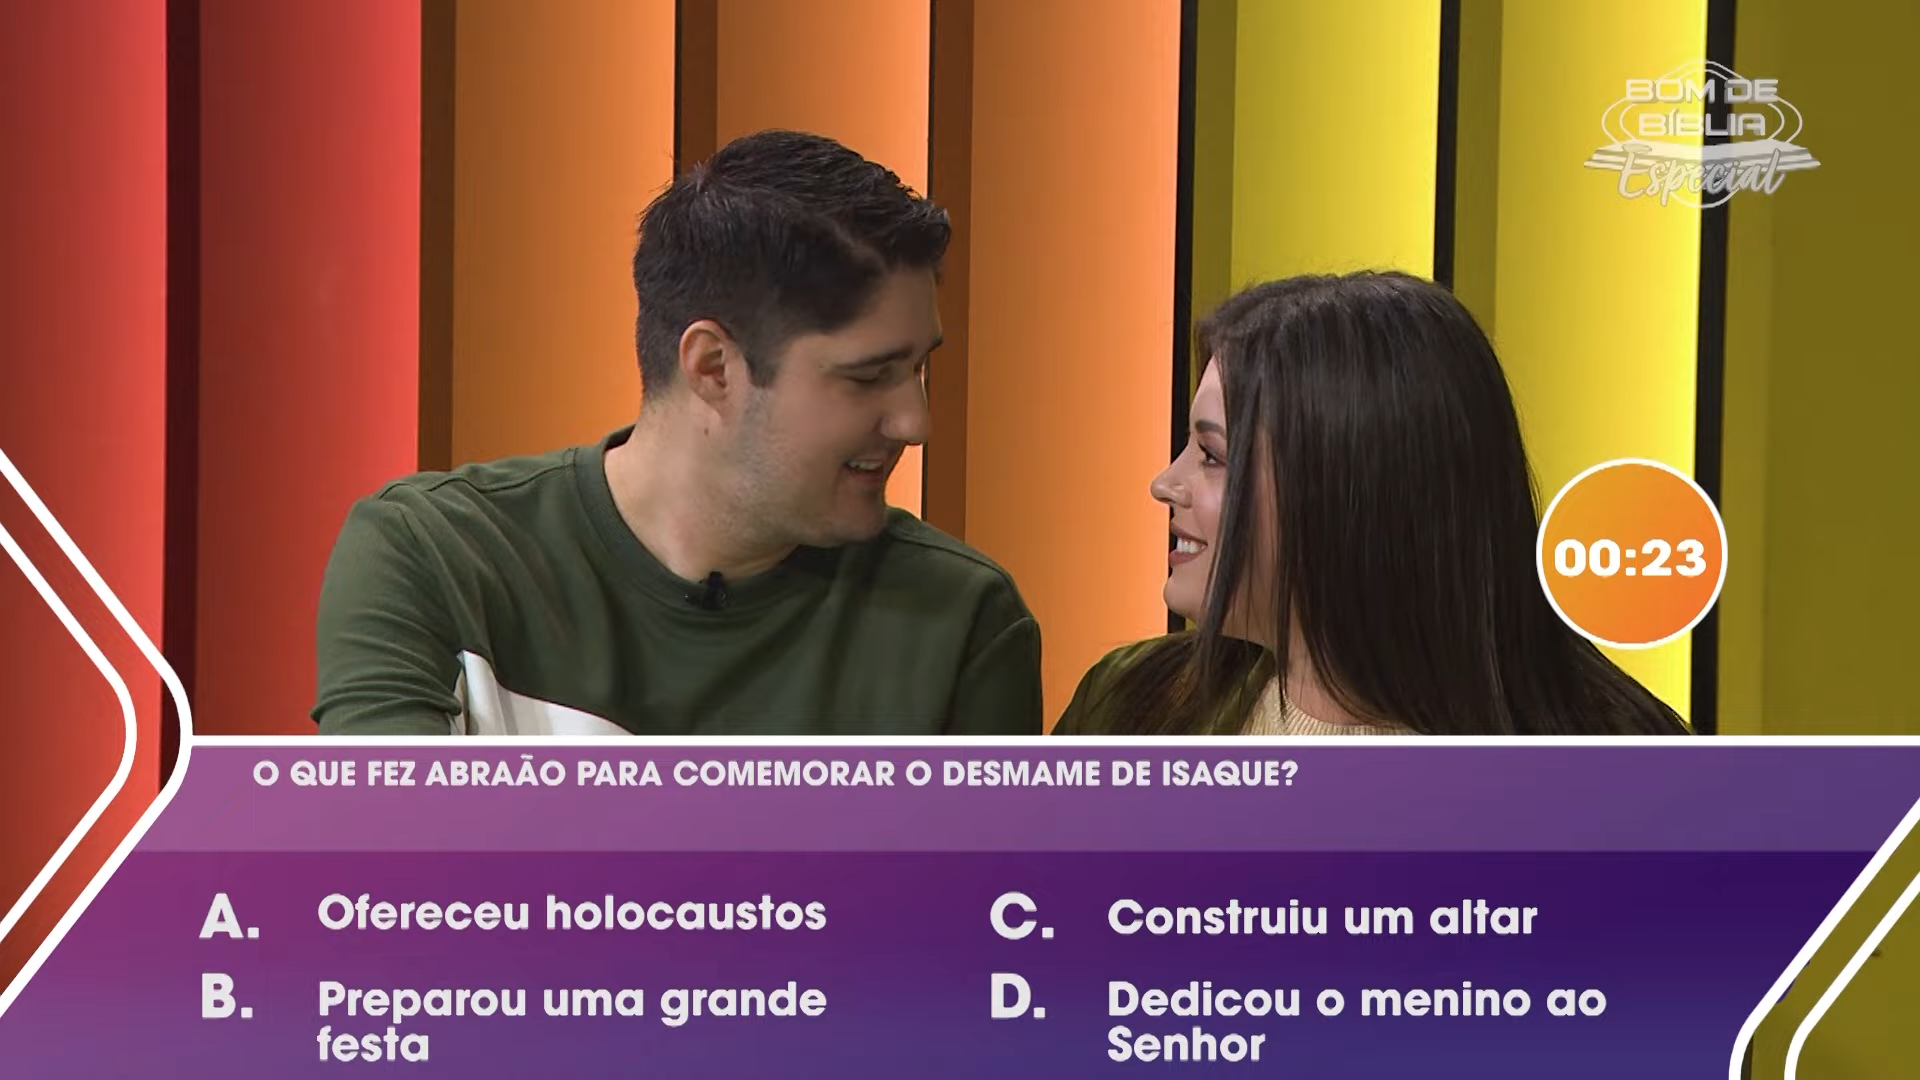 BOM DE
BÍBLIA
Especial
00:23
O QUE FEZ ABRAÃO PARA COMEMORAR O DESMAME DE ISAQUE?
A. Ofereceu holocaustos
B. Preparou uma grande
festa
C. Construiu um altar
D. Dedicou o menino ao
Senhor